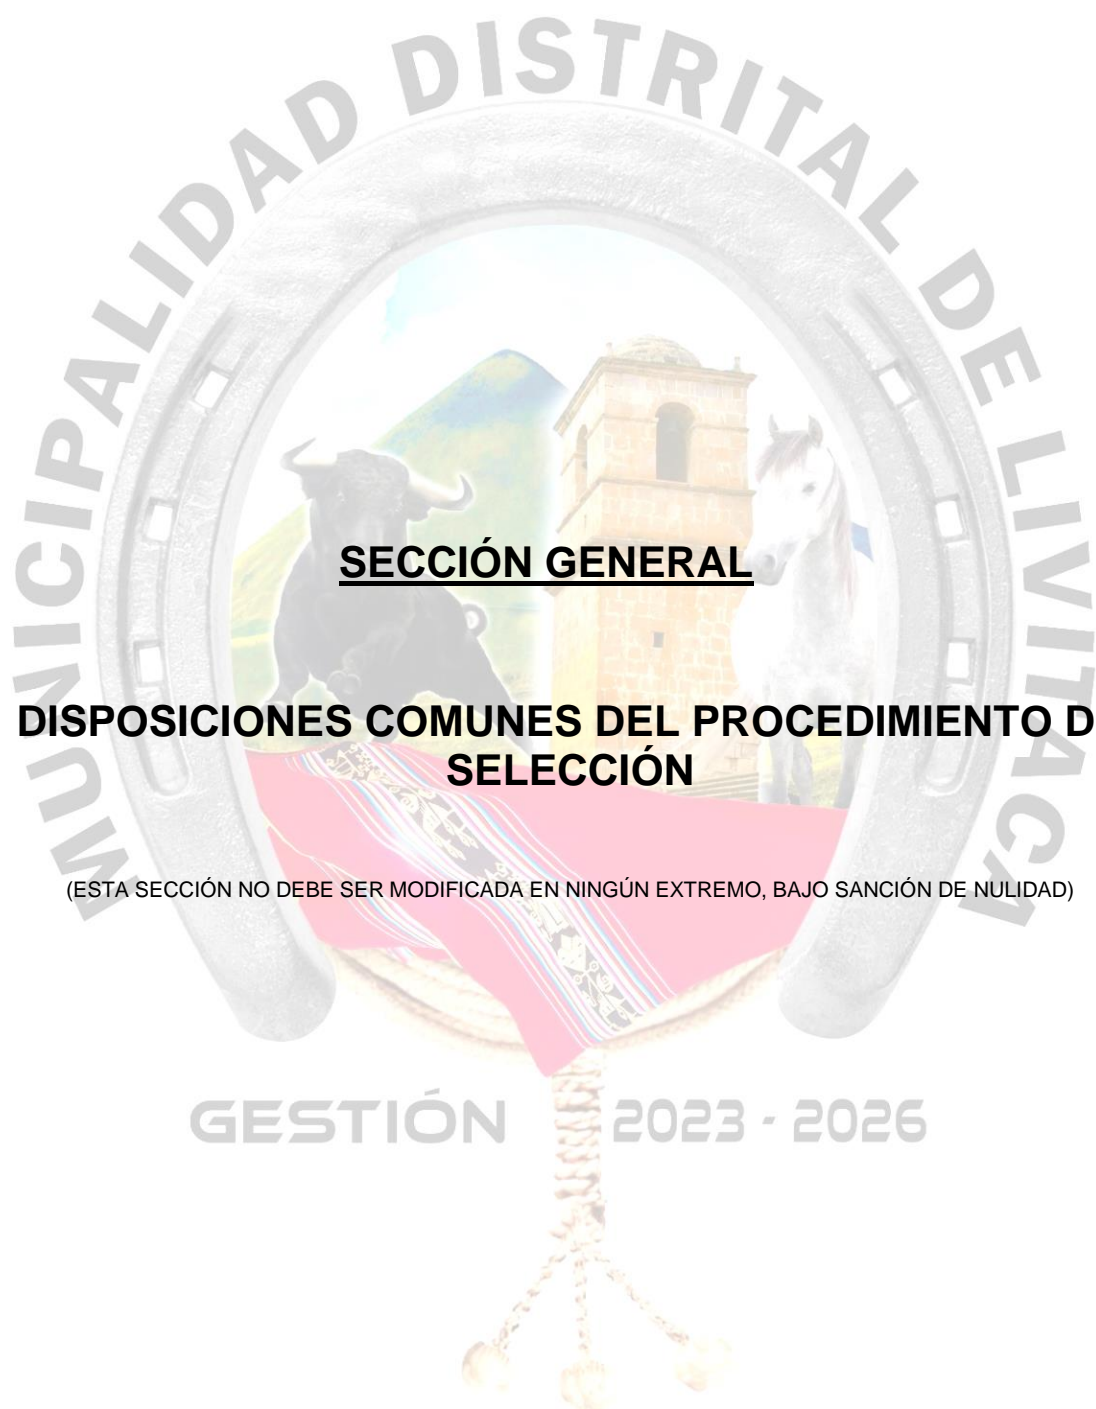 MUNICIPALIDAD DISTRITAL DE LIVITACA
SECCIÓN GENERAL
DISPOSICIONES COMUNES DEL PROCEDIMIENTO D
SELECCIÓN
(ESTA SECCIÓN NO DEBE SER MODIFICADA EN NINGÚN EXTREMO, BAJO SANCIÓN DE NULIDAD)
GESTIÓN 2023 - 2026